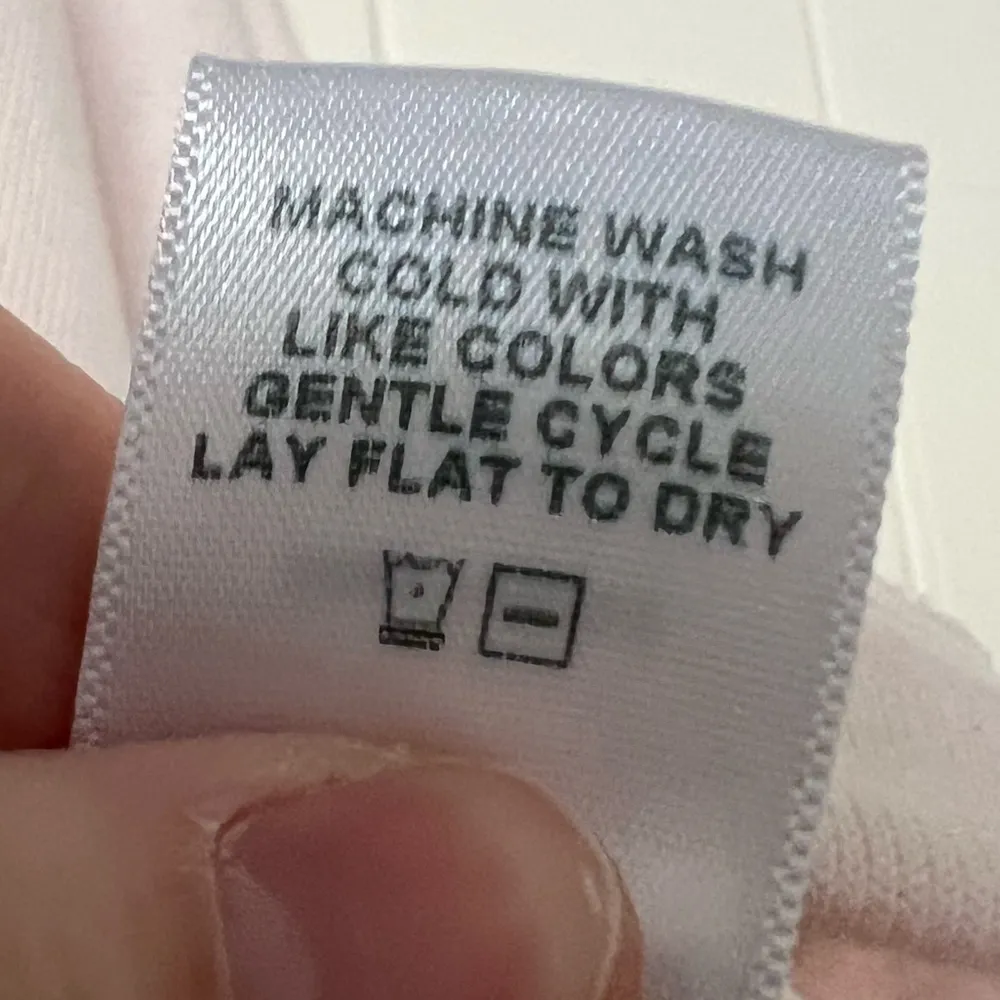 MACHINE WASH
COLD WITH
LIKE COLORS
GENTLE CYCLE
LAY FLAT TO DRY